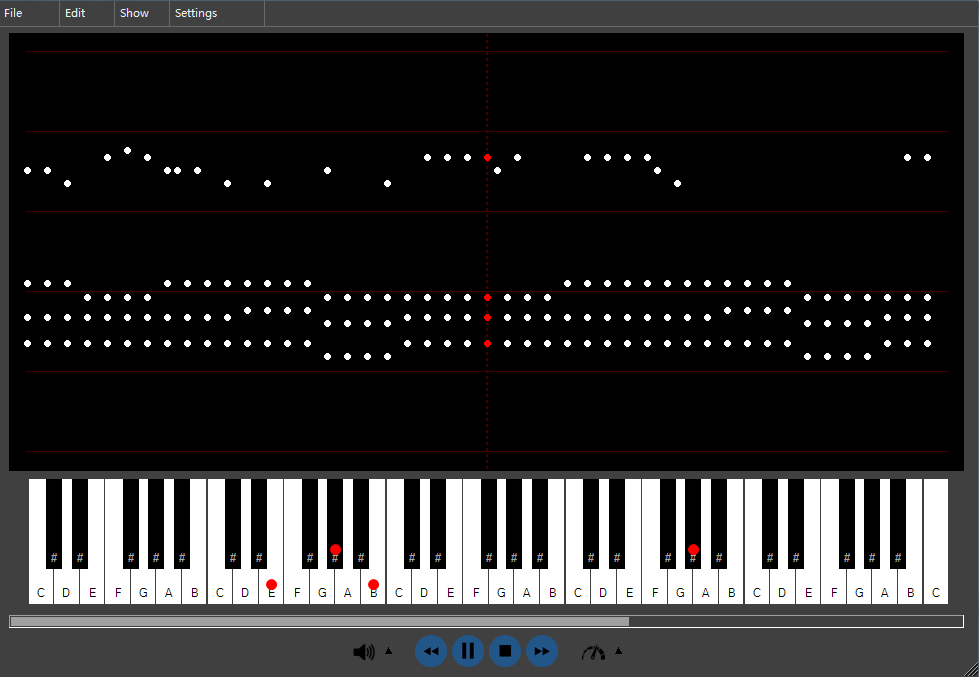 File Edit Show Settings
# # # # # # # # # # # # # # # # # # # # # # # # #
C D E F G A B C D E F G A B C D E F G A B C D E F G A B C D E F G A B C